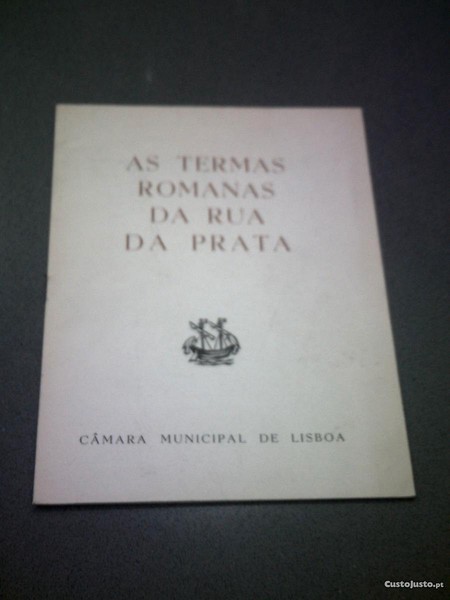 AS TERMAS
ROMANAS
DA RUA
DA PRATA
CÂMARA MUNICIPAL DE LISBOA
CustoJusto.pt